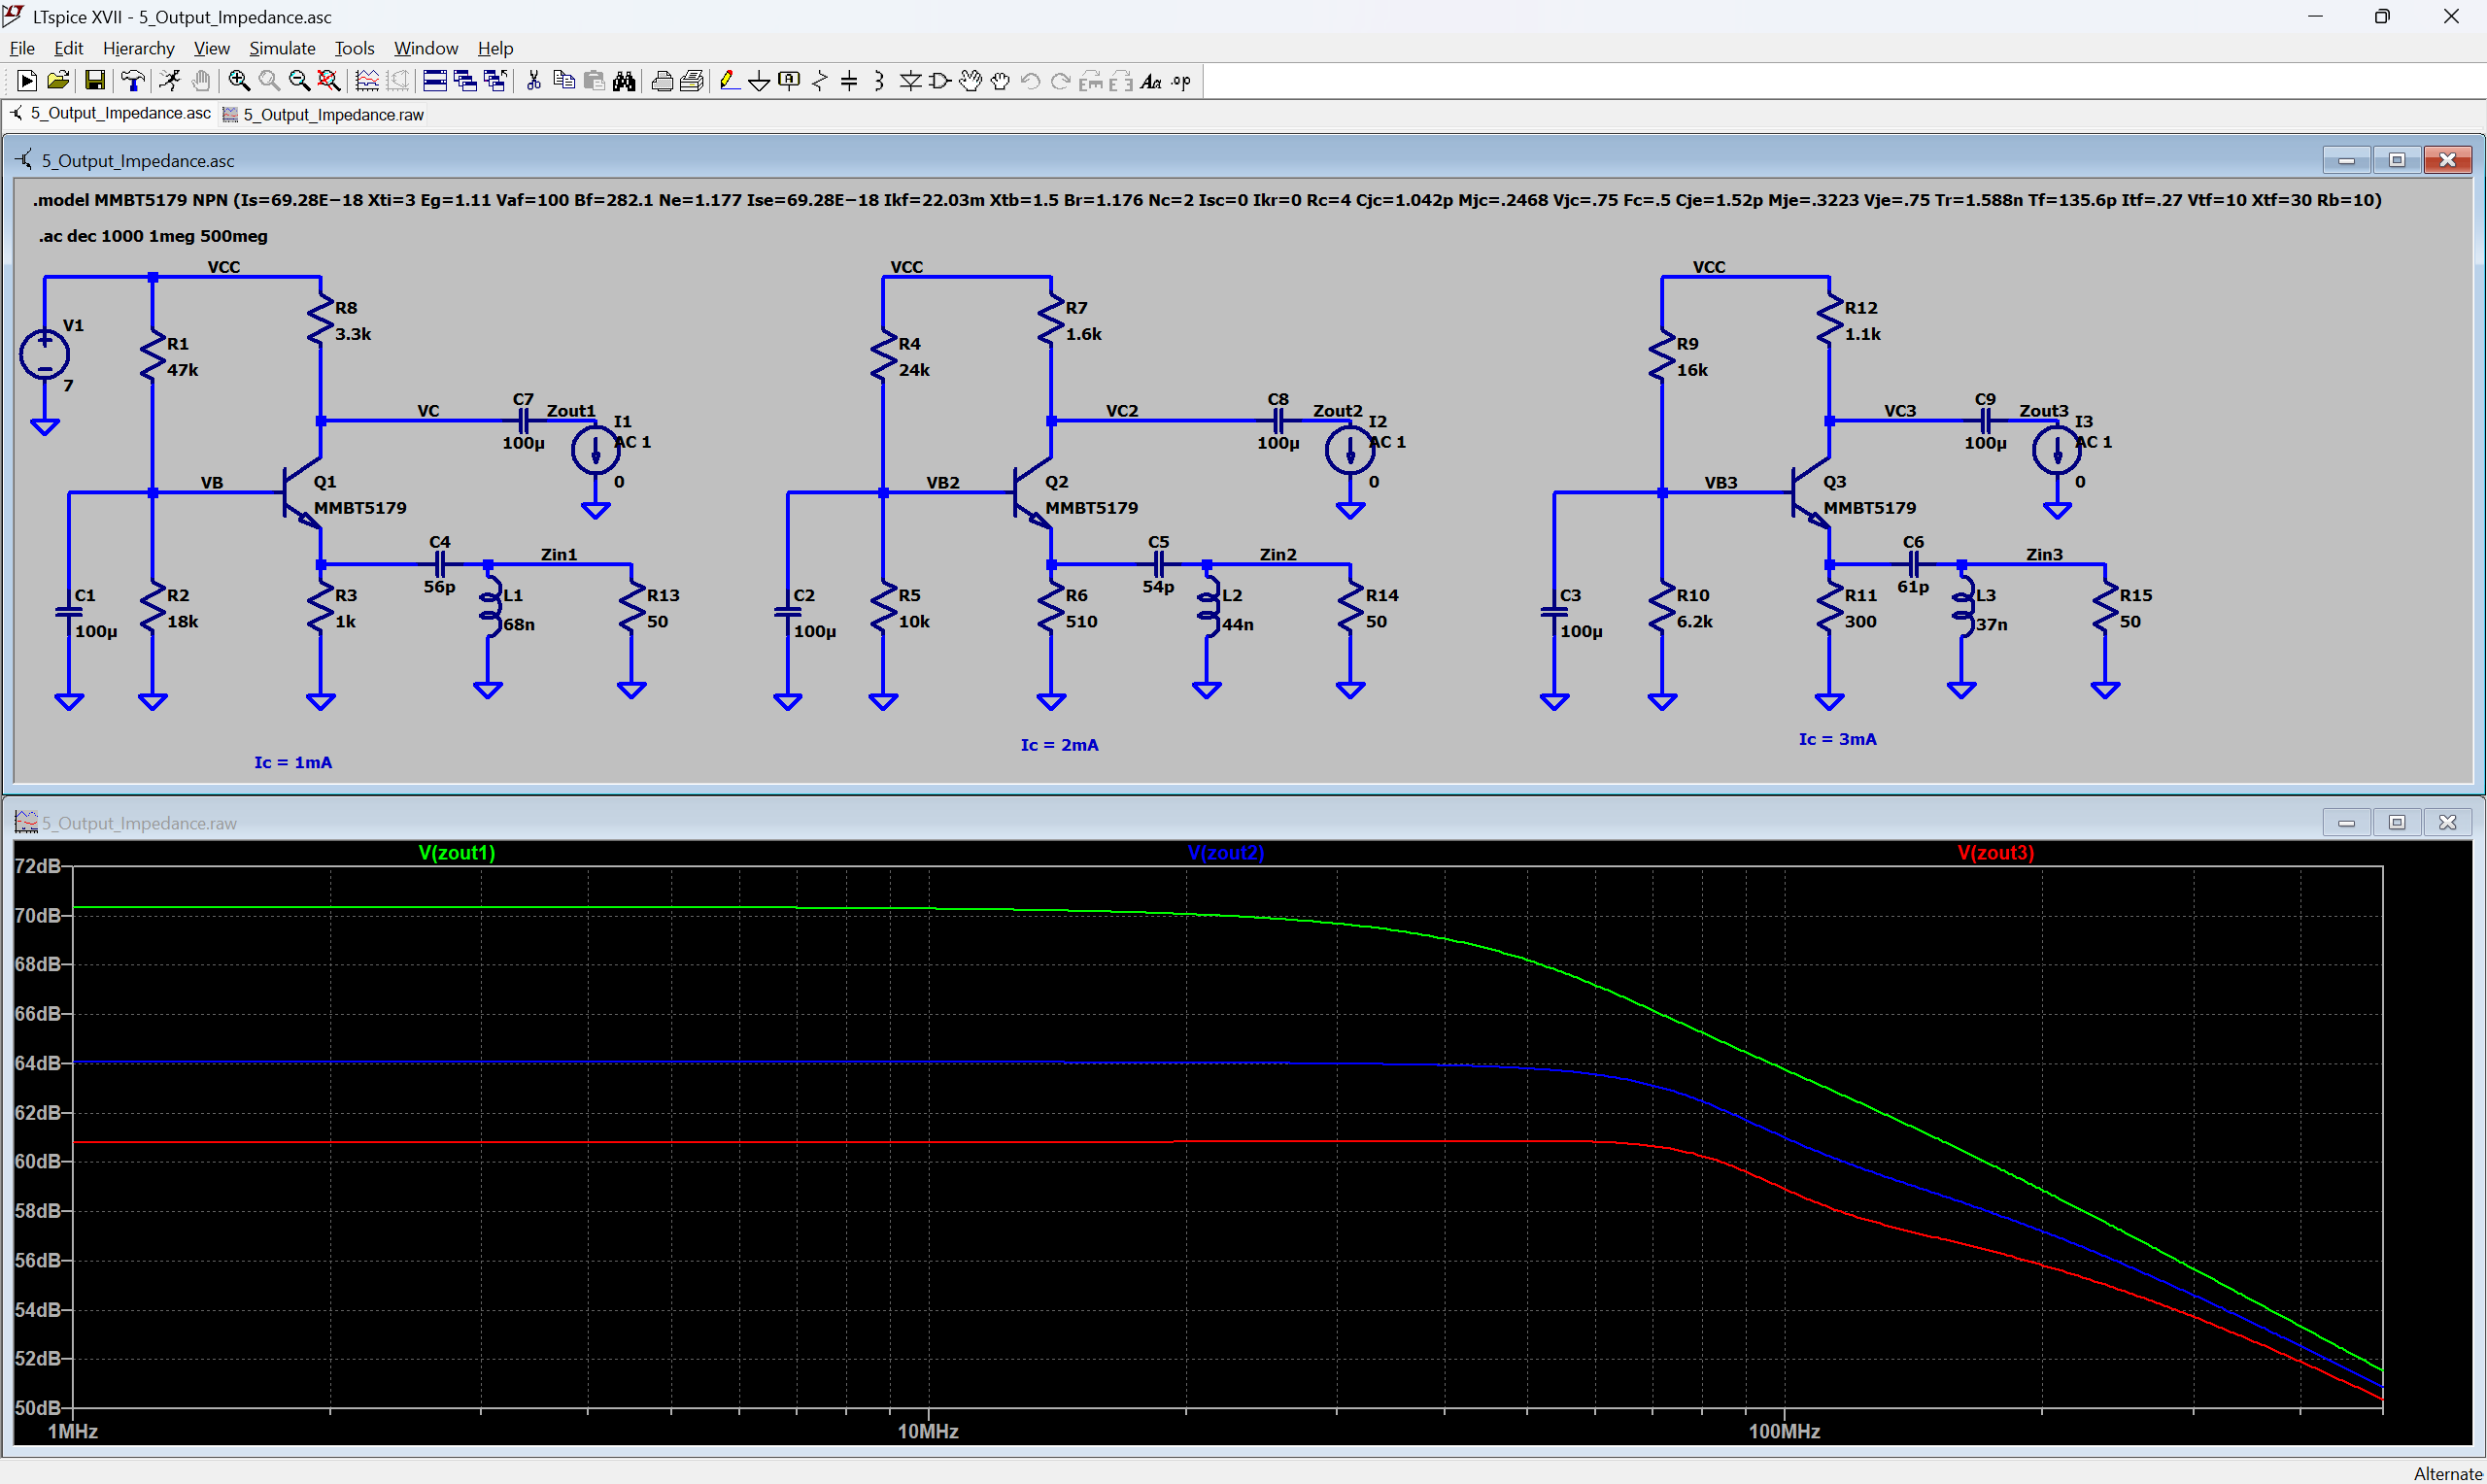 LTspice XVII - 5_Output_Impedance.asc
File Edit Hierarchy View Simulate Tools Window Help
5_Output_Impedance.asc 5_Output_Impedance.raw
5_Output_Impedance.asc
.model MMBT5179 NPN (Is=69.28E-18 Xti=3 Eg=1.11 Vaf=100 Bf=282.1 Ne=1.177 Ise=69.28E-18 Ikf=22.03m Xtb=1.5 Br=1.176 Nc=2 Isc=0 Ikr=0 Rc=4 Cjc=1.042p Mjc=.2468 Vjc=.75 Fc=.5 Cje=1.52p Mje=.3223 Vje=.75 Tr=1.588n Tf=135.6p Itf=.27 Vtf=10 Xtf=30 Rb=10)
.ac dec 1000 1meg 500meg
VCC
V1
7
R1
47k
R8
3.3k
VC
C7
100µ
Zout1
I1
AC 1
0
VB
Q1
MMBT5179
C4
56p
Zin1
C1
100µ
R2
18k
R3
1k
L1
68n
R13
50
Ic = 1mA
VCC
R4
24k
R7
1.6k
VC2
C8
100µ
Zout2
I2
AC 1
0
VB2
Q2
MMBT5179
C5
54p
Zin2
C2
100µ
R5
10k
R6
510
L2
44n
R14
50
Ic = 2mA
VCC
R9
16k
R12
1.1k
VC3
C9
100µ
Zout3
I3
AC 1
0
VB3
Q3
MMBT5179
C6
61p
Zin3
C3
100µ
R10
6.2k
R11
300
L3
37n
R15
50
Ic = 3mA
5_Output_Impedance.raw
V(zout1) V(zout2) V(zout3)
72dB
70dB
68dB
66dB
64dB
62dB
60dB
58dB
56dB
54dB
52dB
50dB
1MHz 10MHz 100MHz
Alternate